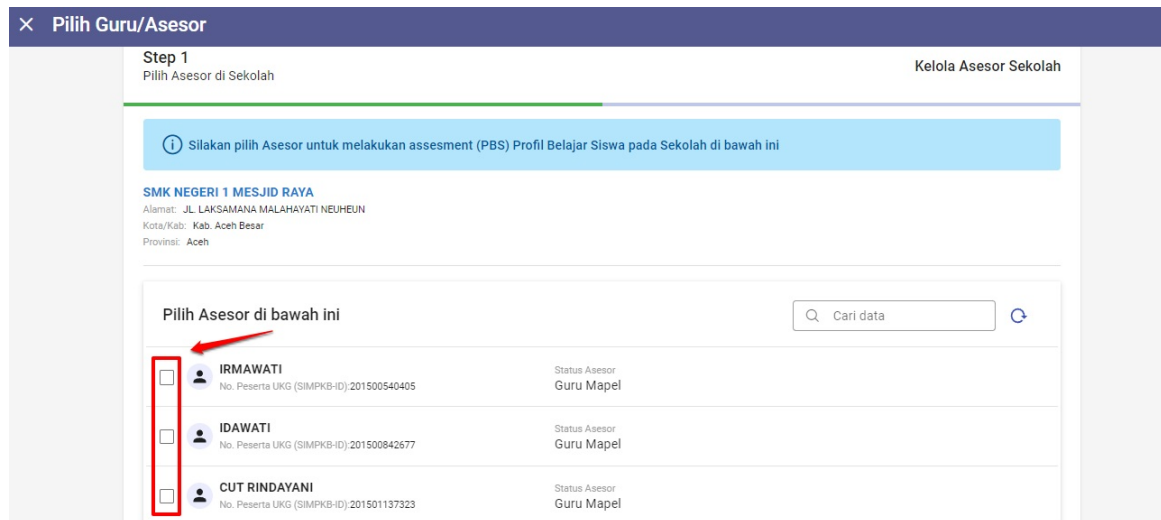 Pilih Guru/Asesor
Step 1
Pilih Asesor di Sekolah
Kelola Asesor Sekolah
Silakan pilih Asesor untuk melakukan assesment (PBS) Profil Belajar Siswa pada Sekolah di bawah ini
SMK NEGERI 1 MESJID RAYA
Alamat: JL. LAKSAMANA MALAHAYATI NEUHEUN
Kota/Kab: Kab. Aceh Besar
Provinsi: Aceh
Pilih Asesor di bawah ini
Cari data
IRMAWATI
No. Peserta UKG (SIMPKB-ID):201500540405
Status Asesor
Guru Mapel
IDAWATI
No. Peserta UKG (SIMPKB-ID):201500842677
Status Asesor
Guru Mapel
CUT RINDAYANI
No. Peserta UKG (SIMPKB-ID):201501137323
Status Asesor
Guru Mapel